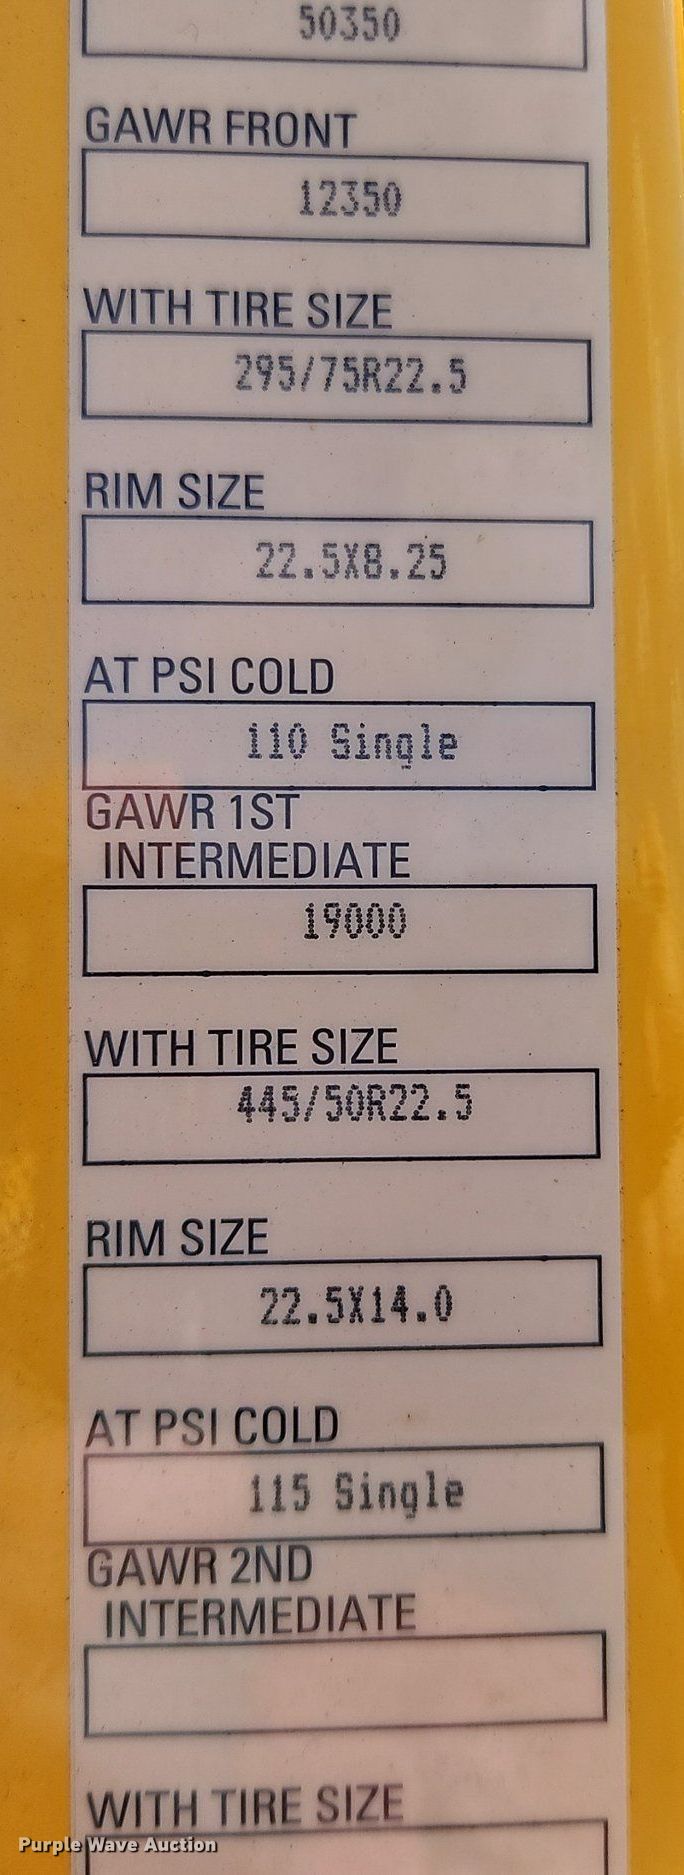 50350
GAWR FRONT
12350
WITH TIRE SIZE
295/75R22.5
RIM SIZE
22.5X8.25
AT PSI COLD
110 Single
GAWR 1ST
INTERMEDIATE
19000
WITH TIRE SIZE
445/50R22.5
RIM SIZE
22.5X14.0
AT PSI COLD
115 Single
GAWR 2ND
INTERMEDIATE
WITH TIRE SIZE
Purple Wave Auction